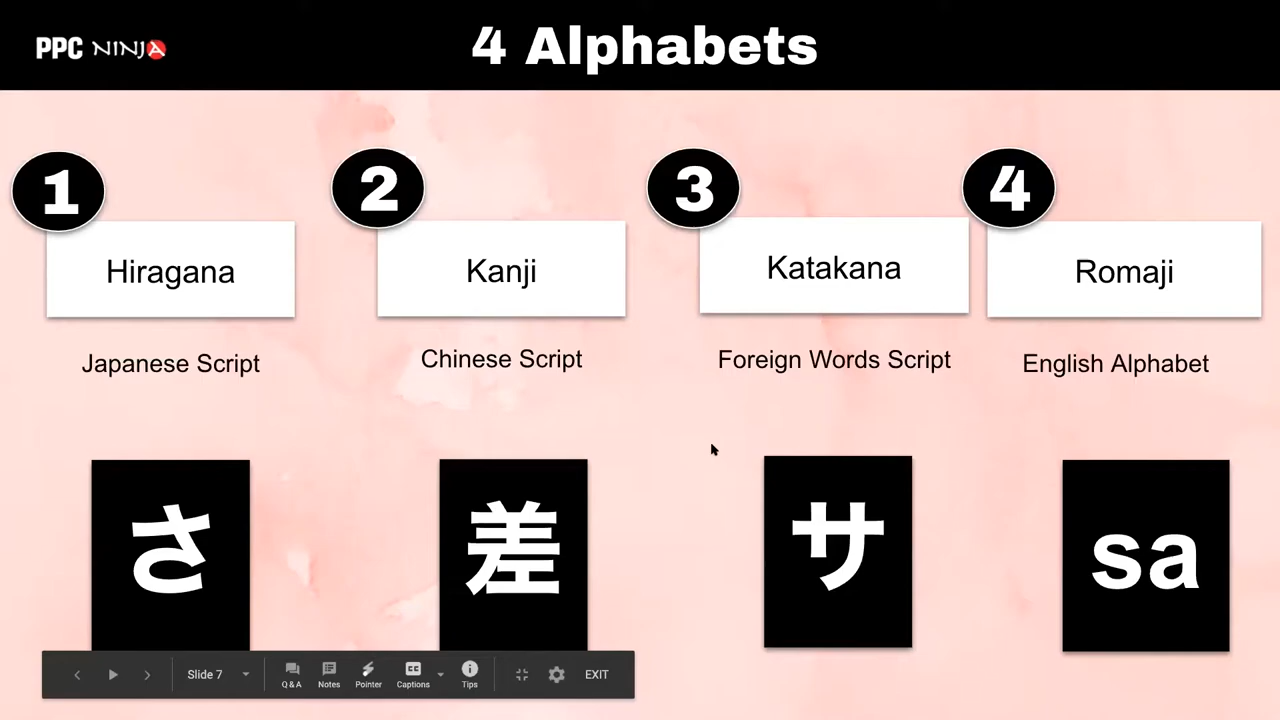 PPC NINJA
4 Alphabets
1
Hiragana
Japanese Script
さ
2
Kanji
Chinese Script
差
3
Katakana
Foreign Words Script
サ
4
Romaji
English Alphabet
sa
Slide 7
Q & A
Notes
Pointer
CC
Captions
Tips
EXIT